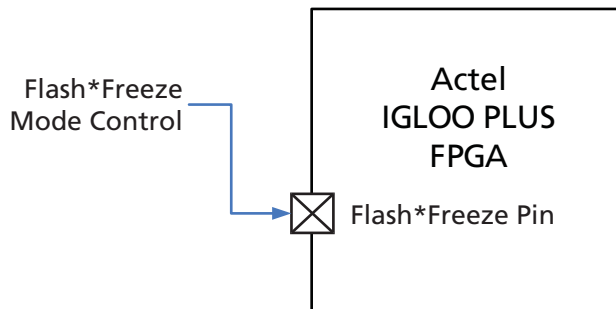 Flash*Freeze
Mode Control
Actel
IGLOO PLUS
FPGA
Flash*Freeze Pin